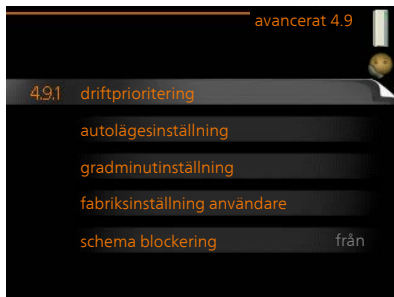 avancerat 4.9
4.9.1 driftprioritering
autolägesinställning
gradminutinställning
fabriksinställning användare
schema blockering från